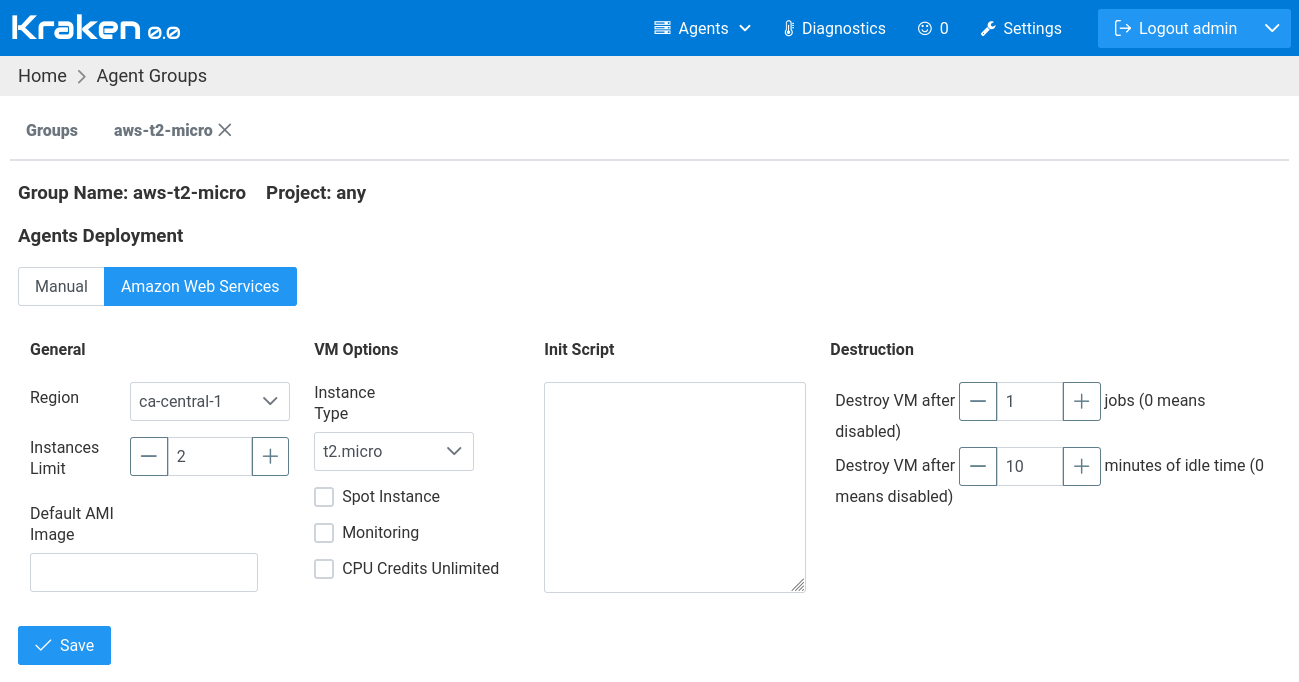 Kraken 0.0
Agents
Diagnostics
0
Settings
Logout admin
Home
Agent Groups
Groups
aws-t2-micro
Group Name: aws-t2-micro Project: any
Agents Deployment
Manual
Amazon Web Services
General
Region
ca-central-1
Instances
Limit
2
Default AMI
Image
VM Options
Instance
Type
t2.micro
Spot Instance
Monitoring
CPU Credits Unlimited
Init Script
Destruction
Destroy VM after 1 jobs (0 means
disabled)
Destroy VM after 10 minutes of idle time (0
means disabled)
Save